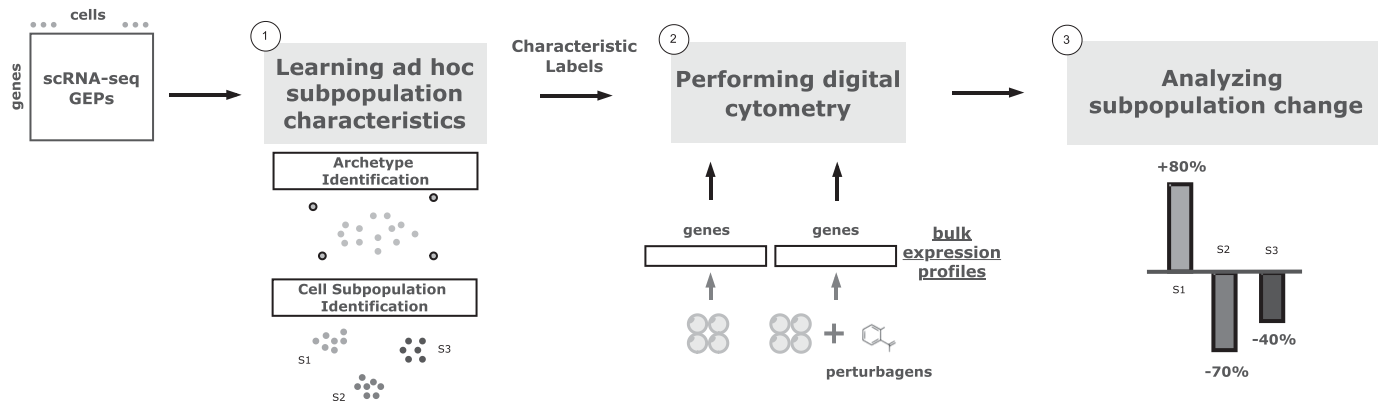 cells
genes
scRNA-seq
GEPs
1
Learning ad hoc
subpopulation
characteristics
Archetype
Identification
Cell Subpopulation
Identification
S1
S3
S2
Characteristic
Labels
2
Performing digital
cytometry
genes
genes
bulk
expression
profiles
perturbagens
3
Analyzing
subpopulation change
+80%
S2
S3
S1
-40%
-70%